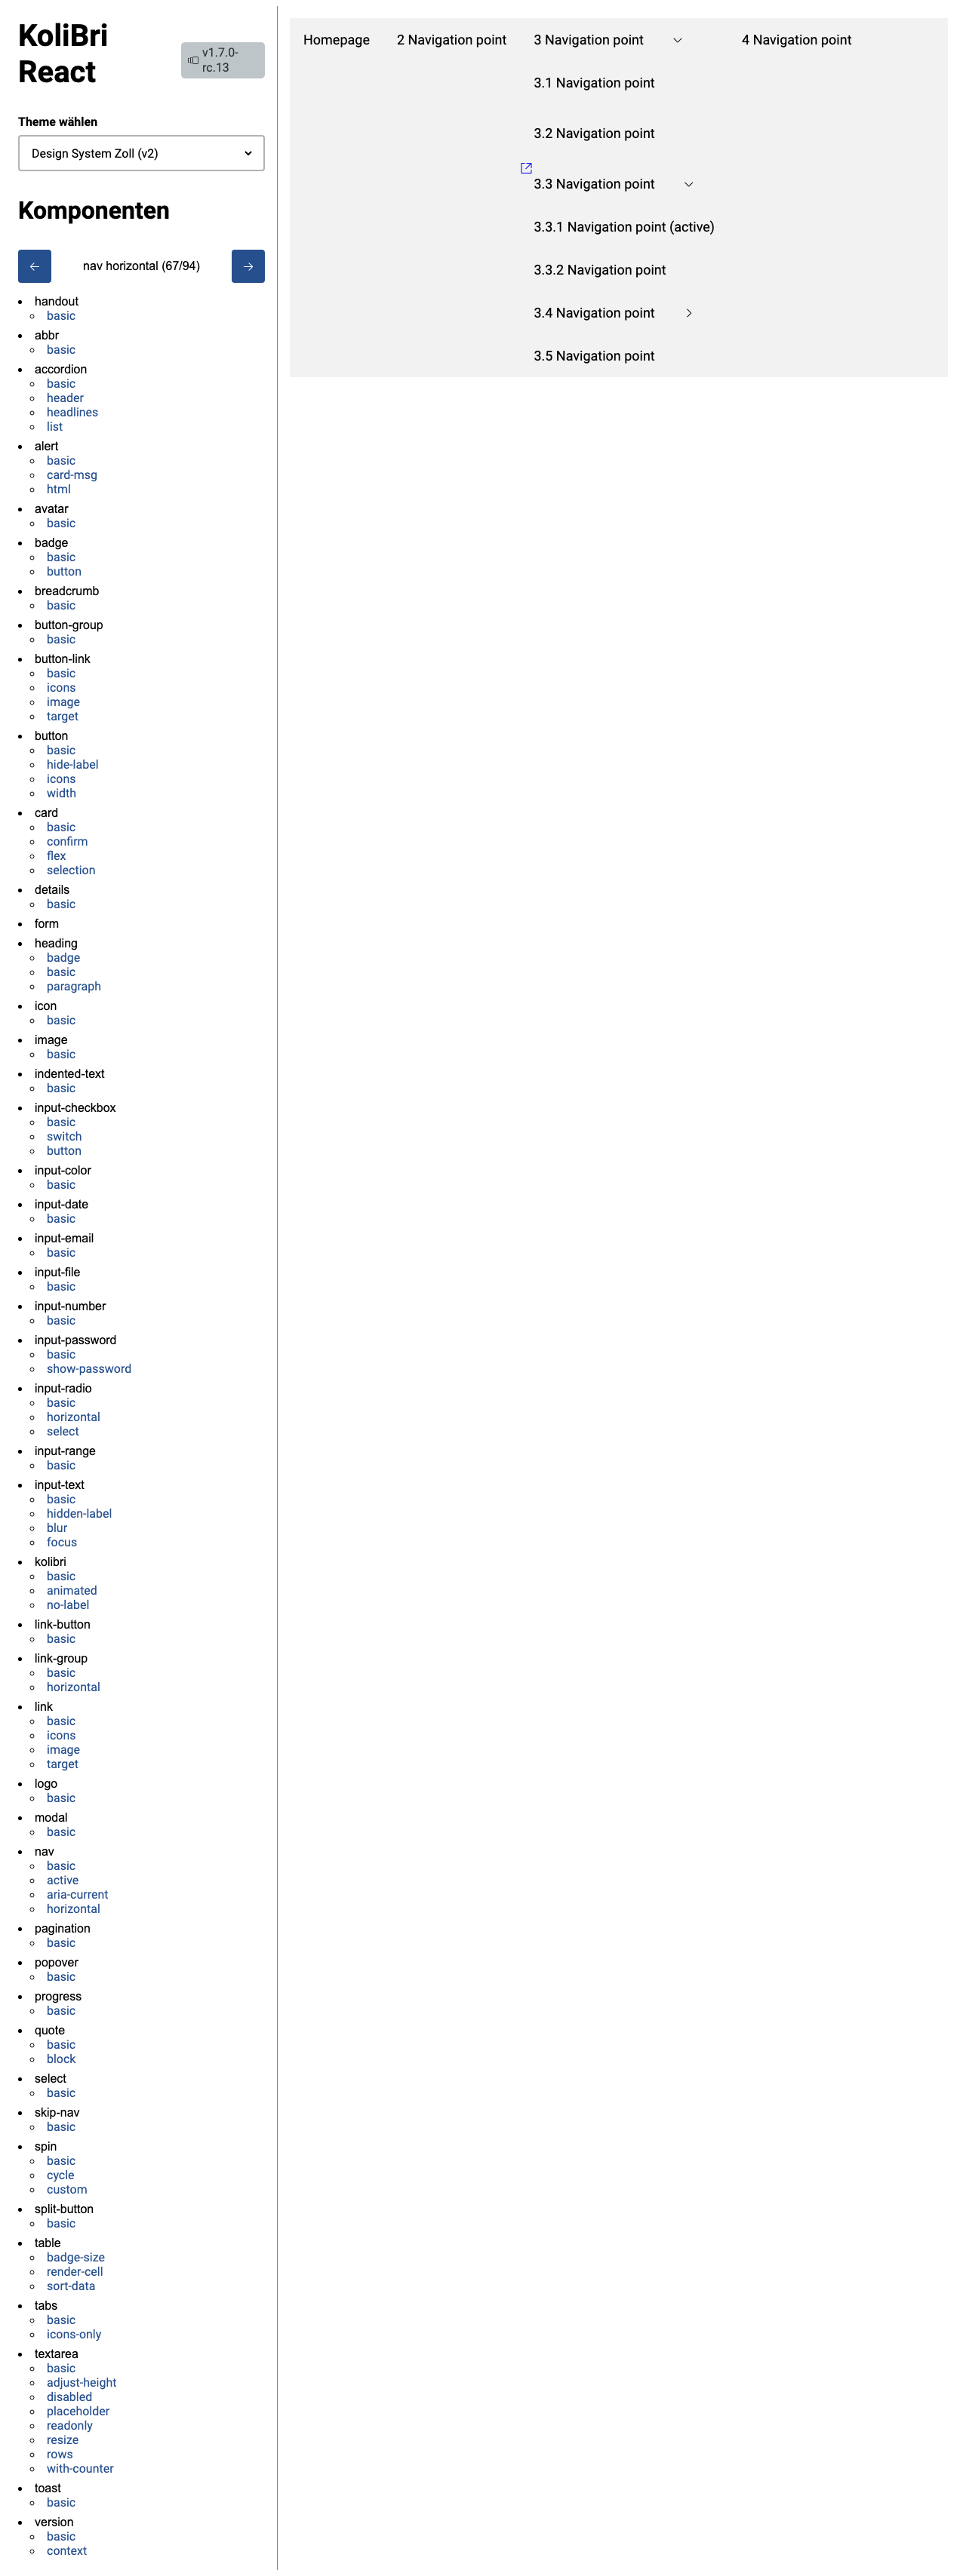 KoliBri
React
v1.7.0-
rc.13
Theme wählen
Design System Zoll (v2)
Komponenten
nav horizontal (67/94)
handout
basic
abbr
basic
accordion
basic
header
headlines
list
alert
basic
card-msg
html
avatar
basic
badge
basic
button
breadcrumb
basic
button-group
basic
button-link
basic
icons
image
target
button
basic
hide-label
icons
width
card
basic
confirm
flex
selection
details
basic
form
heading
badge
basic
paragraph
icon
basic
image
basic
indented-text
basic
input-checkbox
basic
switch
button
input-color
basic
input-date
basic
input-email
basic
input-file
basic
input-number
basic
input-password
basic
show-password
input-radio
basic
horizontal
select
input-range
basic
input-text
basic
hidden-label
blur
focus
kolibri
basic
animated
no-label
link-button
basic
link-group
basic
horizontal
link
basic
icons
image
target
logo
basic
modal
basic
nav
basic
active
aria-current
horizontal
pagination
basic
popover
basic
progress
basic
quote
basic
block
select
basic
skip-nav
basic
spin
basic
cycle
custom
split-button
basic
table
badge-size
render-cell
sort-data
tabs
basic
icons-only
textarea
basic
adjust-height
disabled
placeholder
readonly
resize
rows
with-counter
toast
basic
version
basic
context
Homepage 2 Navigation point 3 Navigation point 4 Navigation point
3.1 Navigation point
3.2 Navigation point
3.3 Navigation point
3.3.1 Navigation point (active)
3.3.2 Navigation point
3.4 Navigation point
3.5 Navigation point